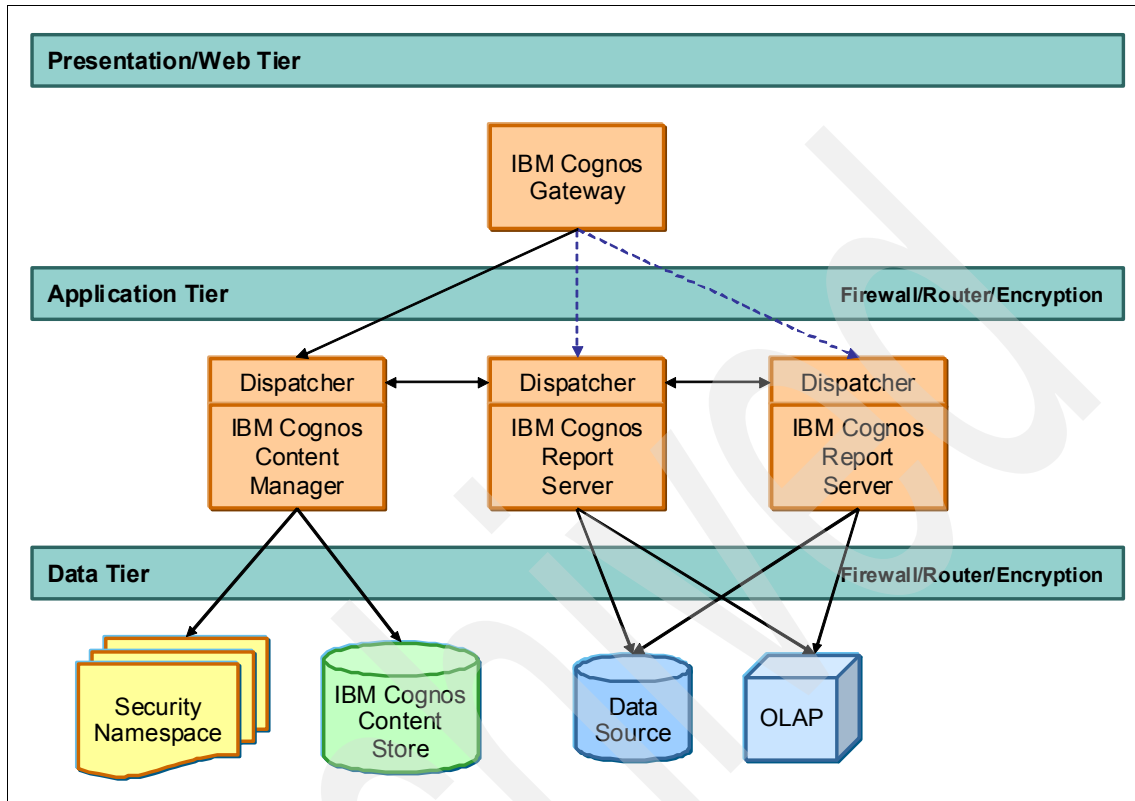 Presentation/Web Tier
IBM Cognos
Gateway
Application Tier
Firewall/Router/Encryption
Dispatcher
IBM Cognos
Content
Manager
Dispatcher
IBM Cognos
Report
Server
Dispatcher
IBM Cognos
Report
Server
Data Tier
Firewall/Router/Encryption
Security
Namespace
IBM Cognos
Content
Store
Data
Source
OLAP